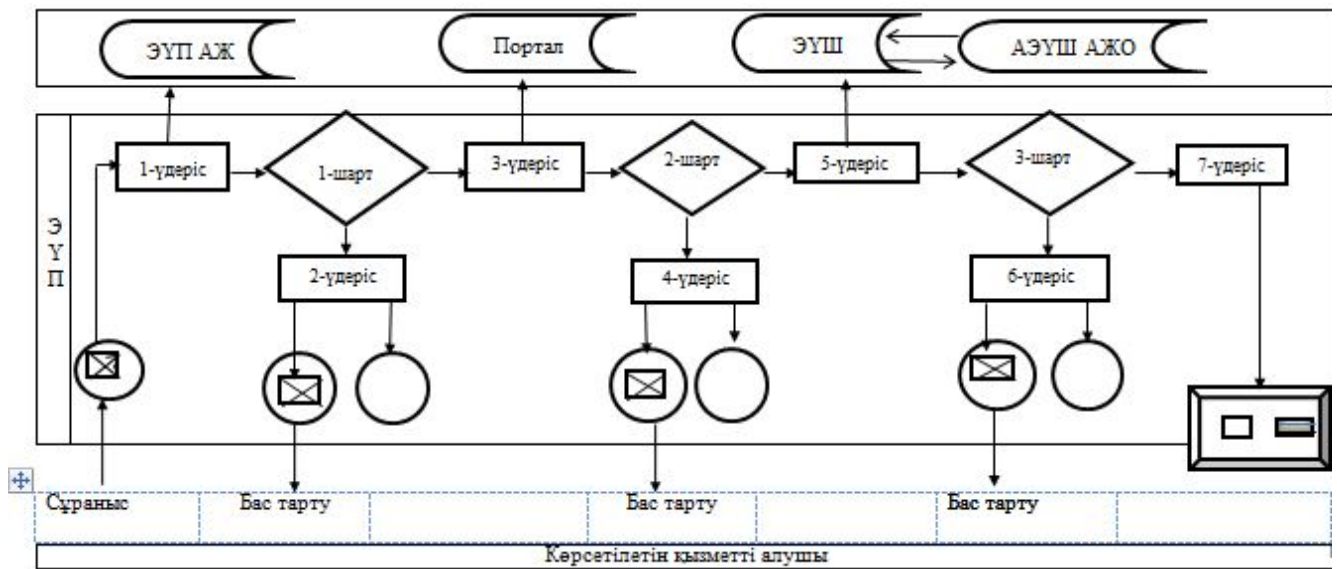 ЭҮП АЖ
Портал
ЭҮШ
АЭҮШ АЖО
1-үдеріс
1-шарт
3-үдеріс
2-шарт
5-үдеріс
3-шарт
7-үдеріс
Э
Ү
П
2-үдеріс
4-үдеріс
6-үдеріс
Сұраныс
Бас тарту
Бас тарту
Бас тарту
Көрсетілетін қызметті алушы